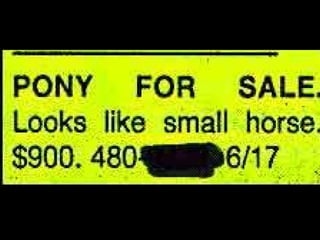 PONY FOR SALE.
Looks like small horse.
$900. 480- 6/17